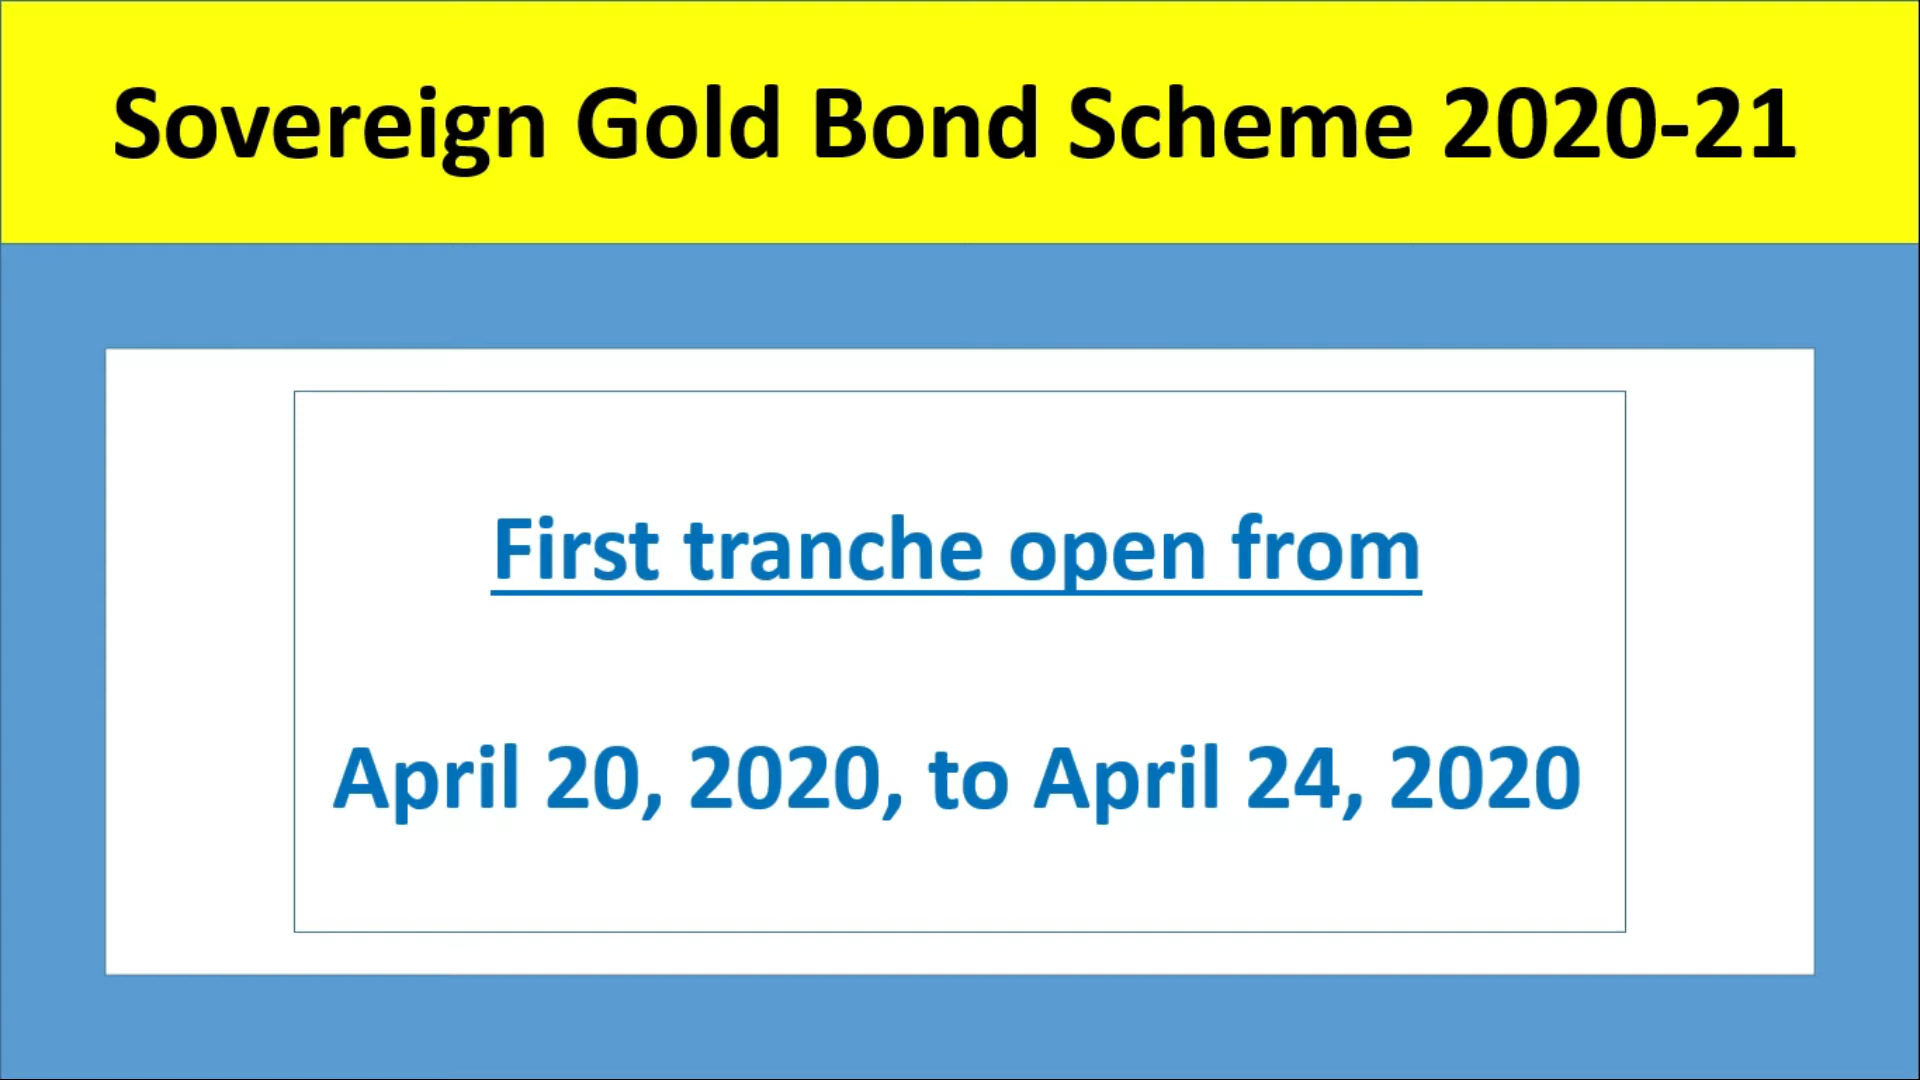 Sovereign Gold Bond Scheme 2020-21
First tranche open from
April 20, 2020, to April 24, 2020